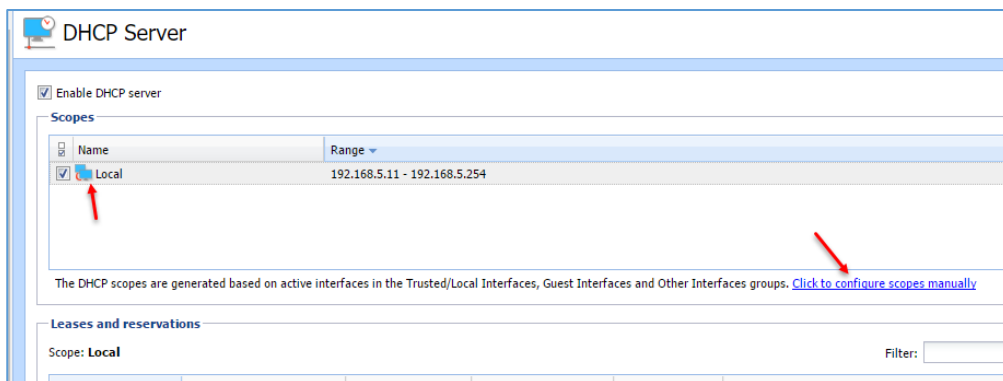 DHCP Server
Enable DHCP server
Scopes
Name Range
Local 192.168.5.11 - 192.168.5.254
The DHCP scopes are generated based on active interfaces in the Trusted/Local Interfaces, Guest Interfaces and Other Interfaces groups. Click to configure scopes manually
Leases and reservations
Scope: Local Filter: